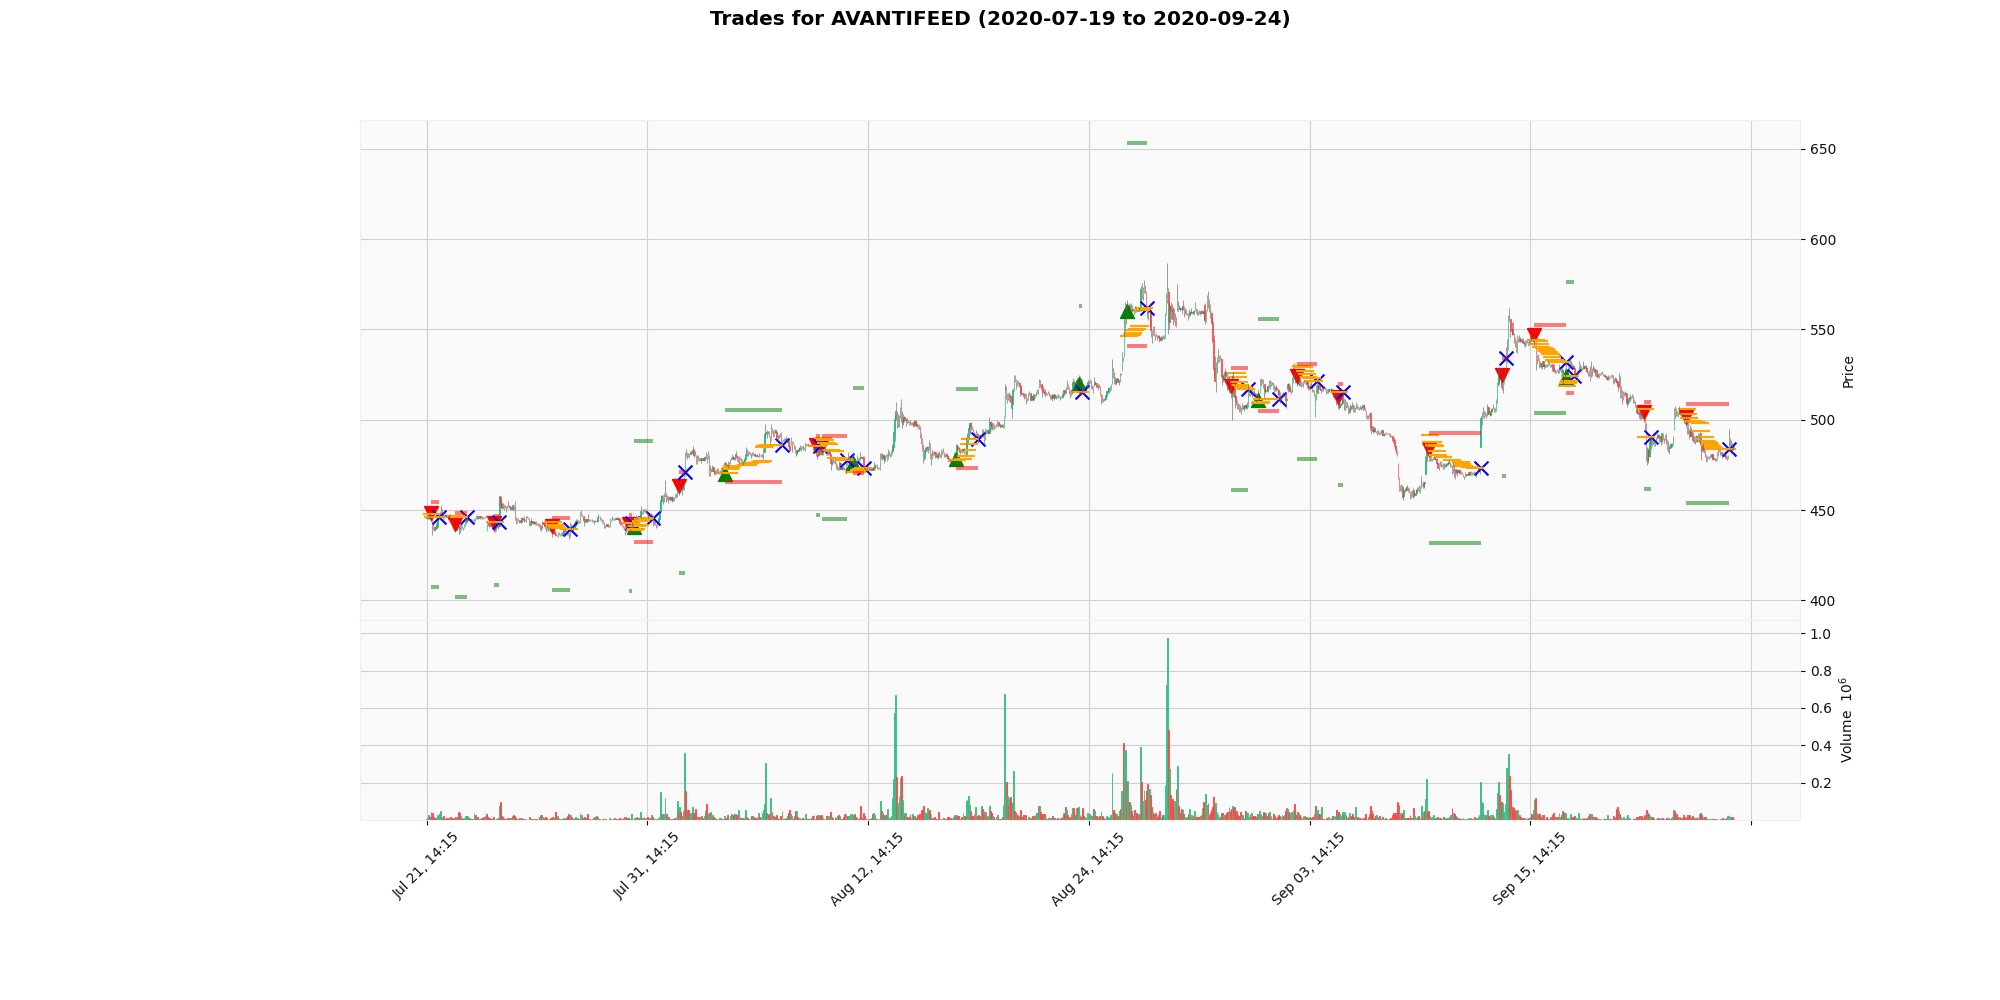 Trades for AVANTIFEED (2020-07-19 to 2020-09-24)
650
600
550
500
450
400
Price
1.0
0.8
0.6
0.4
0.2
Volume 10^6
Jul 21, 14:15
Jul 31, 14:15
Aug 12, 14:15
Aug 24, 14:15
Sep 03, 14:15
Sep 15, 14:15